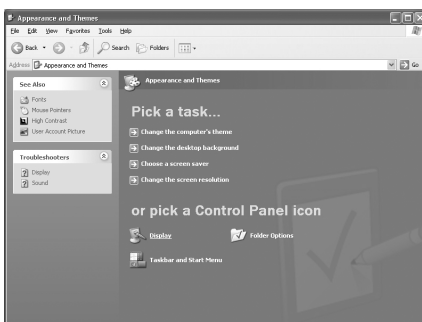 Appearance and Themes
File Edit View Favorites Tools Help
Back Search Folders
Address Appearance and Themes Go
See Also
Fonts
Mouse Pointers
High Contrast
User Account Picture
Troubleshooters
Display
Sound
Appearance and Themes
Pick a task...
Change the computer's theme
Change the desktop background
Choose a screen saver
Change the screen resolution
or pick a Control Panel icon
Display Folder Options
Taskbar and Start Menu